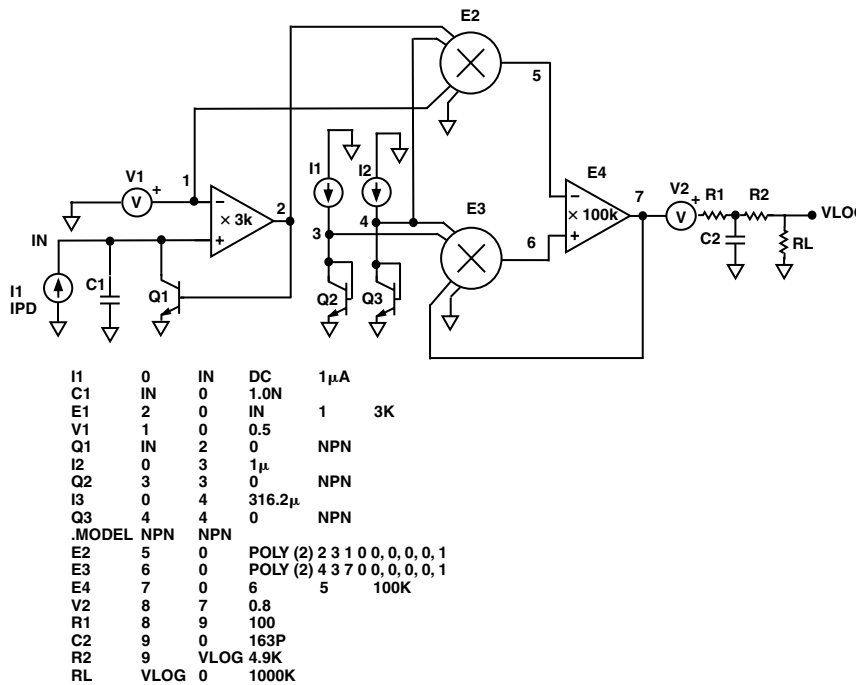 E2
5
1
V1
+
V
−
× 3k
+
2
IN
I1
IPD
C1
Q1
I1
I2
3
4
Q2
Q3
E3
6
E4
−
× 100k
+
7
V2
+
V
R1
R2
C2
RL
VLOG
I1 0 IN DC 1µA
C1 IN 0 1.0N
E1 2 0 IN 1 3K
V1 1 0 0.5
Q1 IN 2 0 NPN
I2 0 3 1µ
Q2 3 3 0 NPN
I3 0 4 316.2µ
Q3 4 4 0 NPN
.MODEL NPN NPN
E2 5 0 POLY (2) 2 3 1 0 0, 0, 0, 0, 1
E3 6 0 POLY (2) 4 3 7 0 0, 0, 0, 0, 1
E4 7 0 6 5 100K
V2 8 7 0.8
R1 8 9 100
C2 9 0 163P
R2 9 VLOG 4.9K
RL VLOG 0 1000K